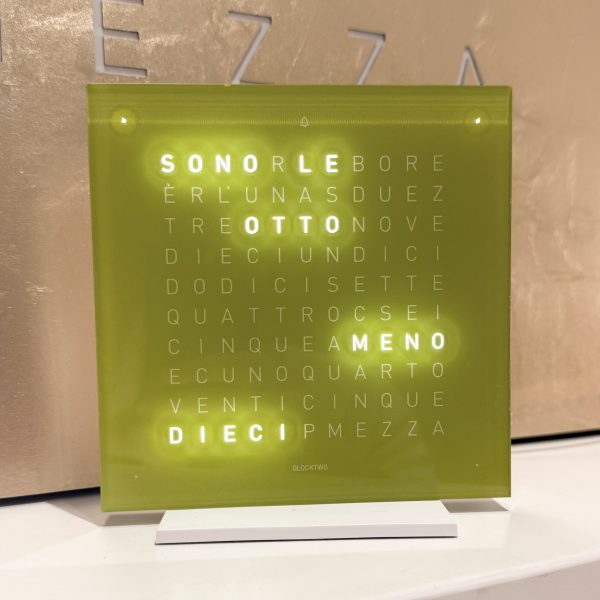 EZZA
SONORLEBORE
ÈRL'UNASDUEZ
TREOTTONOVE
DIECIUNDICI
DODICISETTE
QUATTROCSEI
CINQUEAMENO
ECUNOQUARTO
VENTICINQUE
DIECIPMEZZA
QLOCKTWO